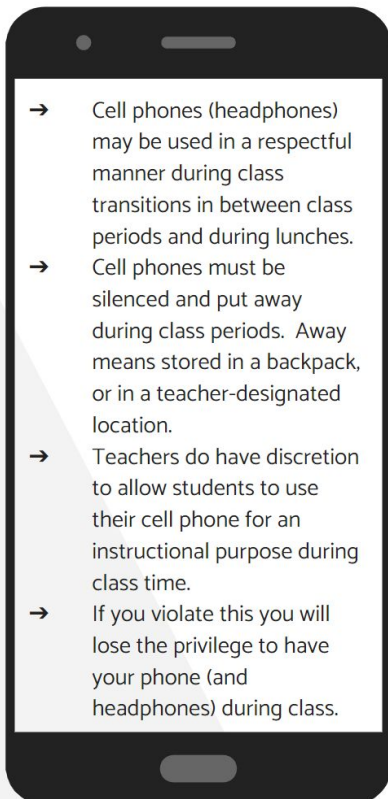 ➔ Cell phones (headphones)
may be used in a respectful
manner during class
transitions in between class
periods and during lunches.
➔ Cell phones must be
silenced and put away
during class periods.  Away
means stored in a backpack,
or in a teacher-designated
location.
➔ Teachers do have discretion
to allow students to use
their cell phone for an
instructional purpose during
class time.
➔ If you violate this you will
lose the privilege to have
your phone (and
headphones) during class.